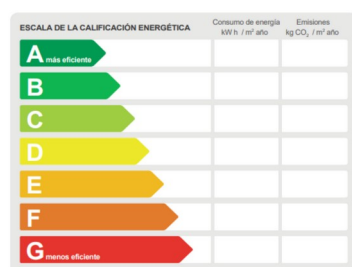 ESCALA DE LA CALIFICACIÓN ENERGÉTICA
Consumo de energía
kW h / m² año
Emisiones
kg CO₂ / m² año
A más eficiente
B
C
D
E
F
G menos eficiente